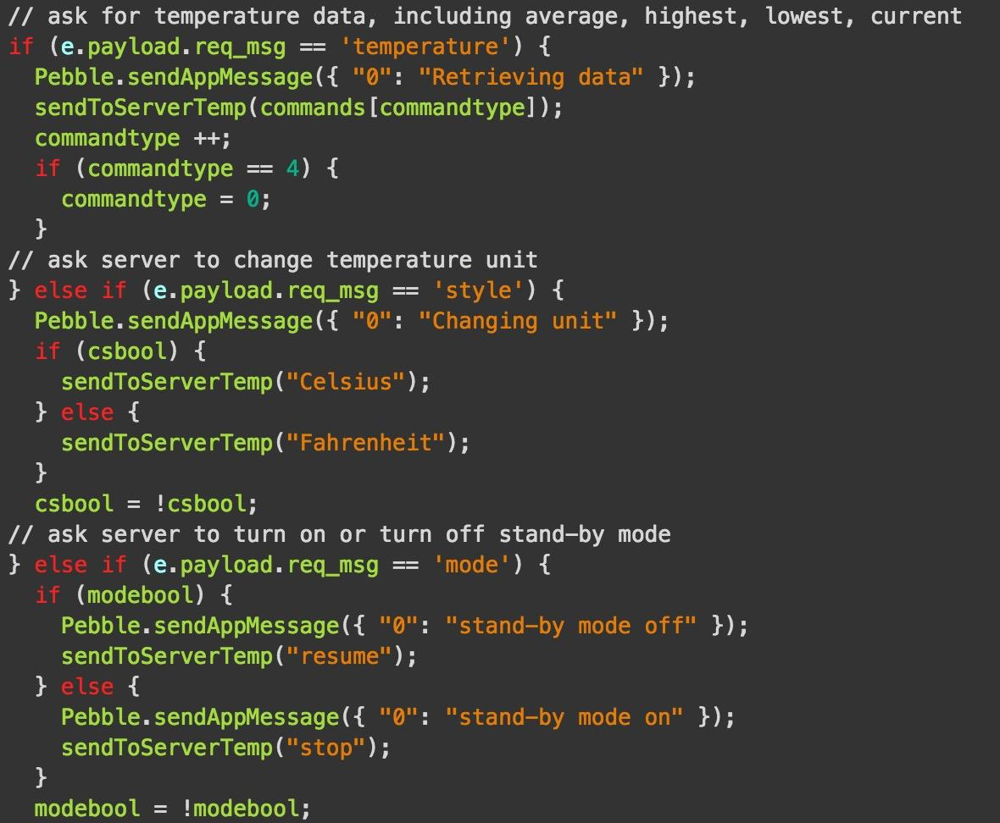 // ask for temperature data, including average, highest, lowest, current
if (e.payload.req_msg == 'temperature') {
  Pebble.sendAppMessage({ "0": "Retrieving data" });
  sendToServerTemp(commands[commandtype]);
  commandtype ++;
  if (commandtype == 4) {
    commandtype = 0;
  }
// ask server to change temperature unit
} else if (e.payload.req_msg == 'style') {
  Pebble.sendAppMessage({ "0": "Changing unit" });
  if (csbool) {
    sendToServerTemp("Celsius");
  } else {
    sendToServerTemp("Fahrenheit");
  }
  csbool = !csbool;
// ask server to turn on or turn off stand-by mode
} else if (e.payload.req_msg == 'mode') {
  if (modebool) {
    Pebble.sendAppMessage({ "0": "stand-by mode off" });
    sendToServerTemp("resume");
  } else {
    Pebble.sendAppMessage({ "0": "stand-by mode on" });
    sendToServerTemp("stop");
  }
  modebool = !modebool;